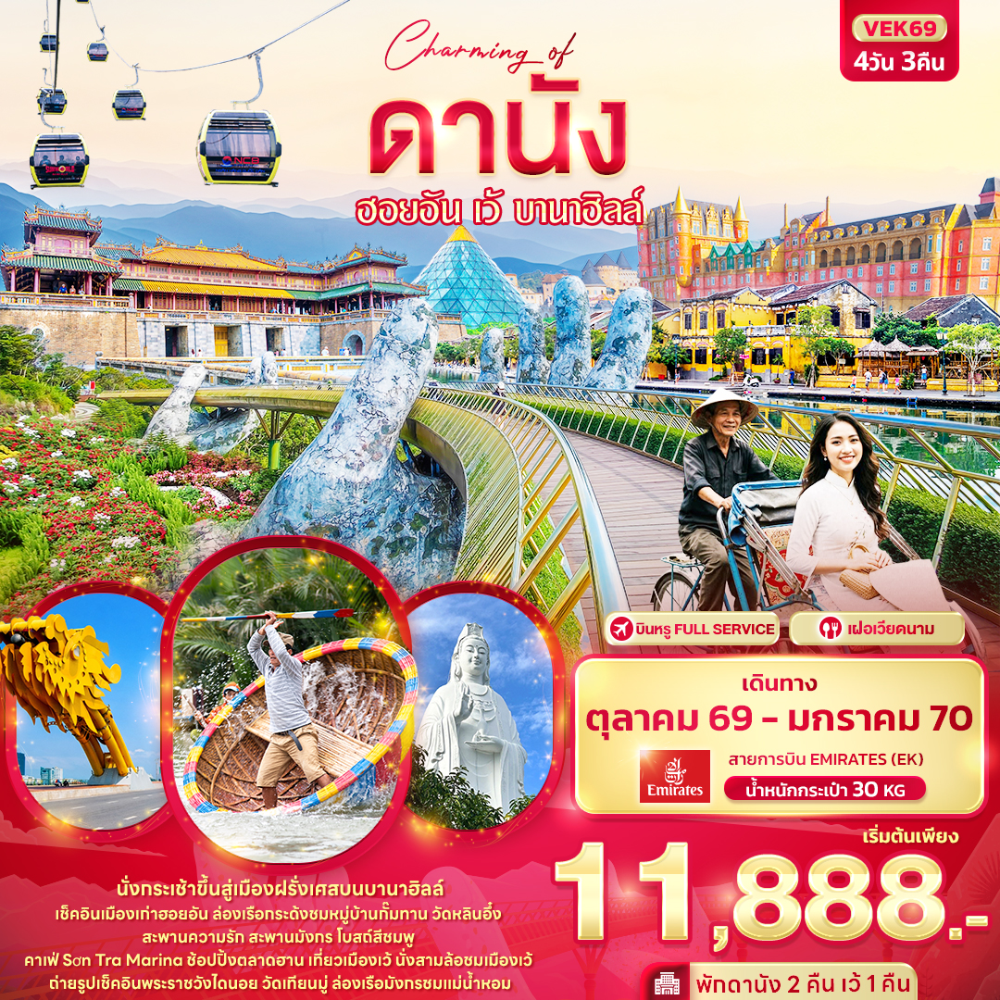 VEK69
4วัน 3คืน
Charming of
ดานัง
ฮอยอัน เว้ บานาฮิลล์
NCB
บินหรู FULL SERVICE
เฝอเวียดนาม
เดินทาง
ตุลาคม 69 - มกราคม 70
สายการบิน EMIRATES (EK)
Emirates
น้ำหนักกระเป๋า 30 KG
เริ่มต้นเพียง
11,888.-
นั่งกระเช้าขึ้นสู่เมืองฝรั่งเศสบนบานาฮิลล์
เช็คอินเมืองเก่าฮอยอัน ล่องเรือกระด้งชมหมู่บ้านกั๊มทาน วัดหลินอึ๋ง
สะพานความรัก สะพานมังกร โบสถ์สีชมพู
คาเฟ่ Sơn Tra Marina ช้อปปิ้งตลาดฮาน เที่ยวเมืองเว้ นั่งสามล้อชมเมืองเว้
ถ่ายรูปเช็คอินพระราชวังไดนอย วัดเทียนมู่ ล่องเรือมังกรชมแม่น้ำหอม
พักดานัง 2 คืน เว้ 1 คืน